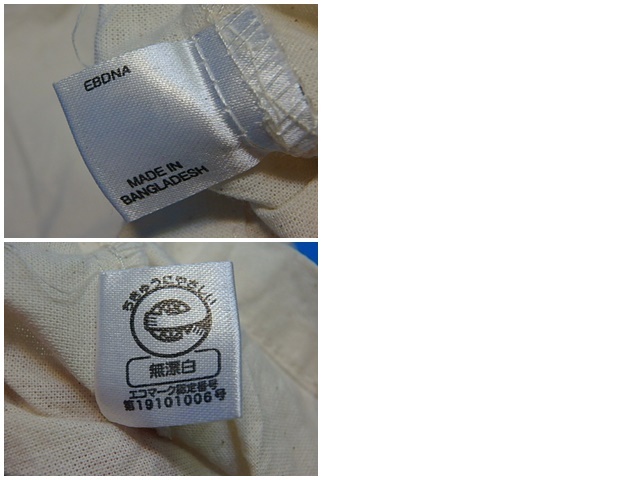 EBDNA
MADE IN
BANGLADESH
ちきゅうにやさしい
無漂白
エコマーク認定番号
第19101006号